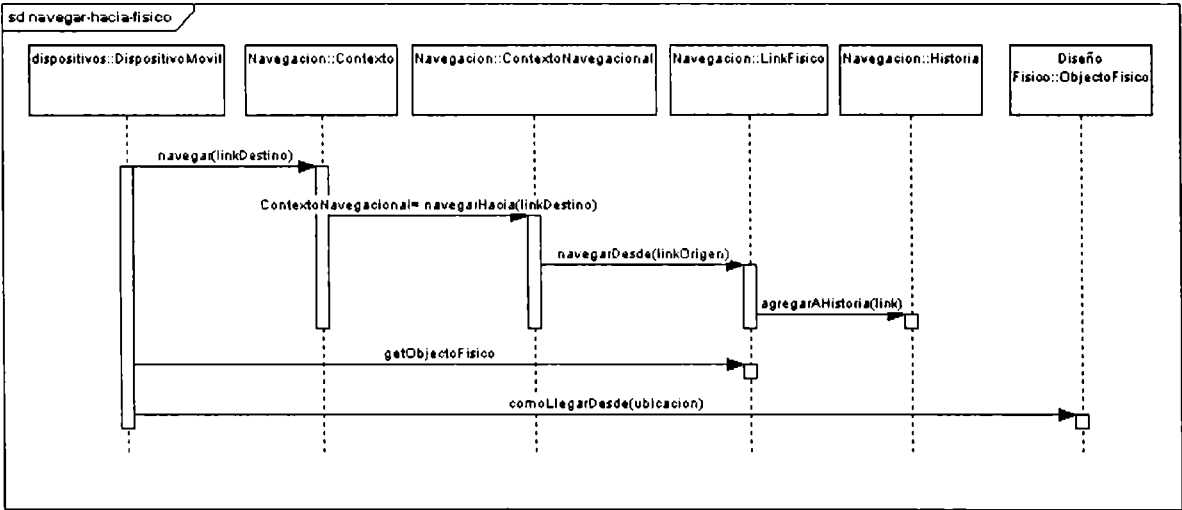 sd navegar-hacia-fisico
dispositivos::DispositivoMovil
Navegacion::Contexto
Navegacion::ContextoNavegacional
Navegacion::LinkFisico
Navegacion::Historia
Diseño
Fisico::ObjectoFisico
navegar(linkDestino)
ContextoNavegacional= navegarHacia(linkDestino)
navegarDesde(linkOrigen)
agregarAHistoria(link)
getObjectoFisico
comoLlegarDesde(ubicacion)